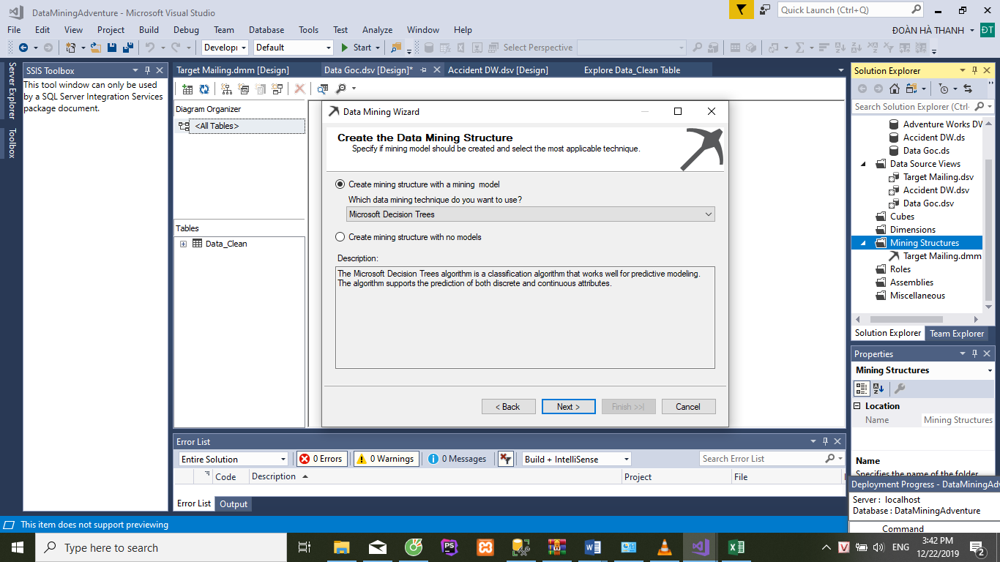 DataMiningAdventure - Microsoft Visual Studio
Quick Launch (Ctrl+Q)
File Edit View Project Build Debug Team Database Tools Test Analyze Window Help
ĐOÀN HÀ THANH ĐT
Develop Default Start Select Perspective
Server Explorer
Toolbox
SSIS Toolbox
This tool window can only be used
by a SQL Server Integration Services
package document.
Target Mailing.dmm [Design] Data Goc.dsv [Design]* Accident DW.dsv [Design] Explore Data_Clean Table
Diagram Organizer
<All Tables>
Tables
Data_Clean
Data Mining Wizard
Create the Data Mining Structure
Specify if mining model should be created and select the most applicable technique.
Create mining structure with a mining model
Which data mining technique do you want to use?
Microsoft Decision Trees
Create mining structure with no models
Description:
The Microsoft Decision Trees algorithm is a classification algorithm that works well for predictive modeling.
The algorithm supports the prediction of both discrete and continuous attributes.
< Back Next > Finish >>| Cancel
Solution Explorer
Search Solution Explorer (Ctrl-
Adventure Works DW
Accident DW.ds
Data Goc.ds
Data Source Views
Target Mailing.dsv
Accident DW.dsv
Data Goc.dsv
Cubes
Dimensions
Mining Structures
Target Mailing.dmm
Roles
Assemblies
Miscellaneous
Solution Explorer Team Explorer
Properties
Mining Structures
Location
Name Mining Structures
Name
Specifies the name of the folder
Error List
Entire Solution 0 Errors 0 Warnings 0 Messages Build + IntelliSense Search Error List
Code Description Project File
Error List Output
Deployment Progress - DataMiningAdv
Server : localhost
Database : DataMiningAdventure
Command
This item does not support previewing
Type here to search
PS
ENG
3:42 PM
12/22/2019
2